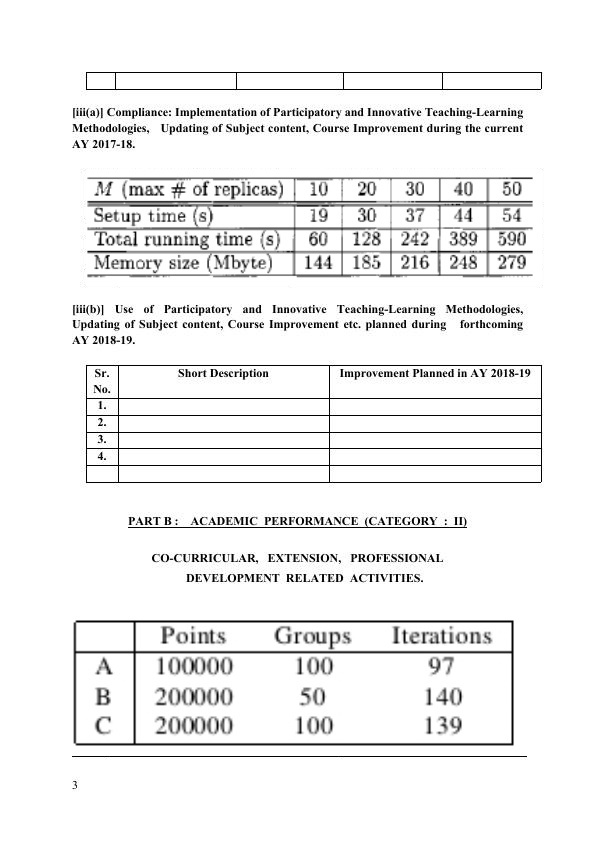 [iii(a)] Compliance: Implementation of Participatory and Innovative Teaching-Learning
Methodologies, Updating of Subject content, Course Improvement during the current
AY 2017-18.
M (max # of replicas) 10 20 30 40 50
Setup time (s) 19 30 37 44 54
Total running time (s) 60 128 242 389 590
Memory size (Mbyte) 144 185 216 248 279
[iii(b)] Use of Participatory and Innovative Teaching-Learning Methodologies,
Updating of Subject content, Course Improvement etc. planned during forthcoming
AY 2018-19.
Sr. Short Description Improvement Planned in AY 2018-19
No.
1.
2.
3.
4.
PART B : ACADEMIC PERFORMANCE (CATEGORY : II)
CO-CURRICULAR, EXTENSION, PROFESSIONAL
DEVELOPMENT RELATED ACTIVITIES.
Points Groups Iterations
A 100000 100 97
B 200000 50 140
C 200000 100 139
3